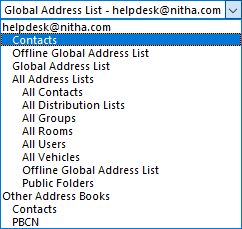 Global Address List - helpdesk@nitha.com
helpdesk@nitha.com
Contacts
Offline Global Address List
Global Address List
All Address Lists
All Contacts
All Distribution Lists
All Groups
All Rooms
All Users
All Vehicles
Offline Global Address List
Public Folders
Other Address Books
Contacts
PBCN